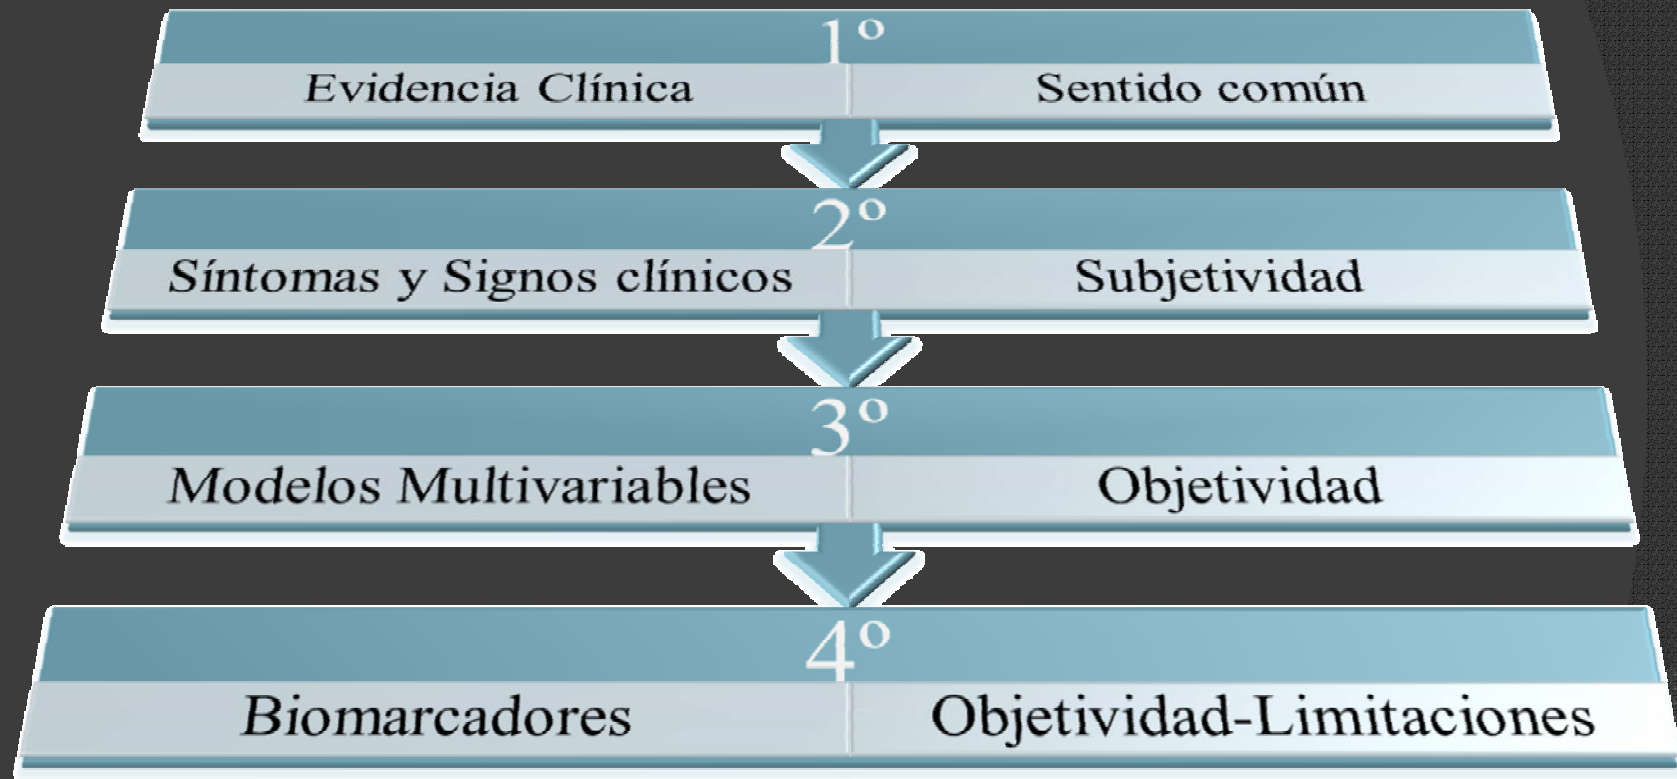 1º
Evidencia Clínica Sentido común
2º
Síntomas y Signos clínicos Subjetividad
3º
Modelos Multivariables Objetividad
4º
Biomarcadores Objetividad-Limitaciones